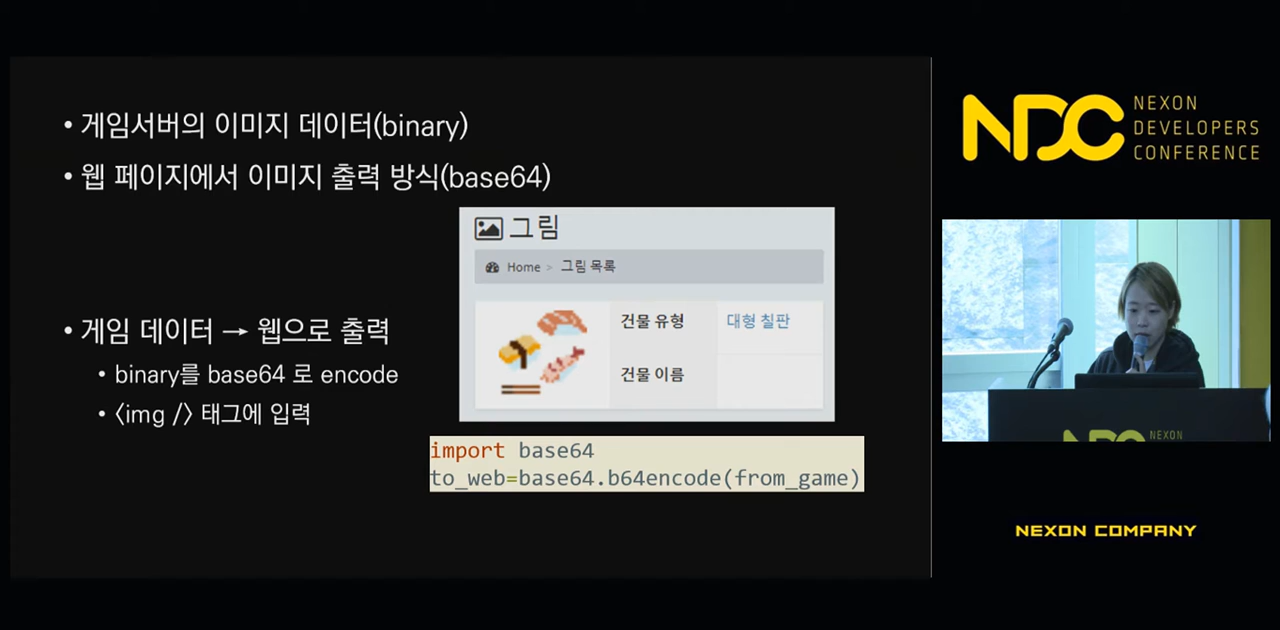 • 게임서버의 이미지 데이터(binary)
• 웹 페이지에서 이미지 출력 방식(base64)
그림
Home > 그림 목록
건물 유형 대형 칠판
건물 이름
• 게임 데이터 → 웹으로 출력
• binary를 base64 로 encode
• <img /> 태그에 입력
import base64
to_web=base64.b64encode(from_game)
NDC
NEXON
DEVELOPERS
CONFERENCE
NDC NEXON
NEXON COMPANY